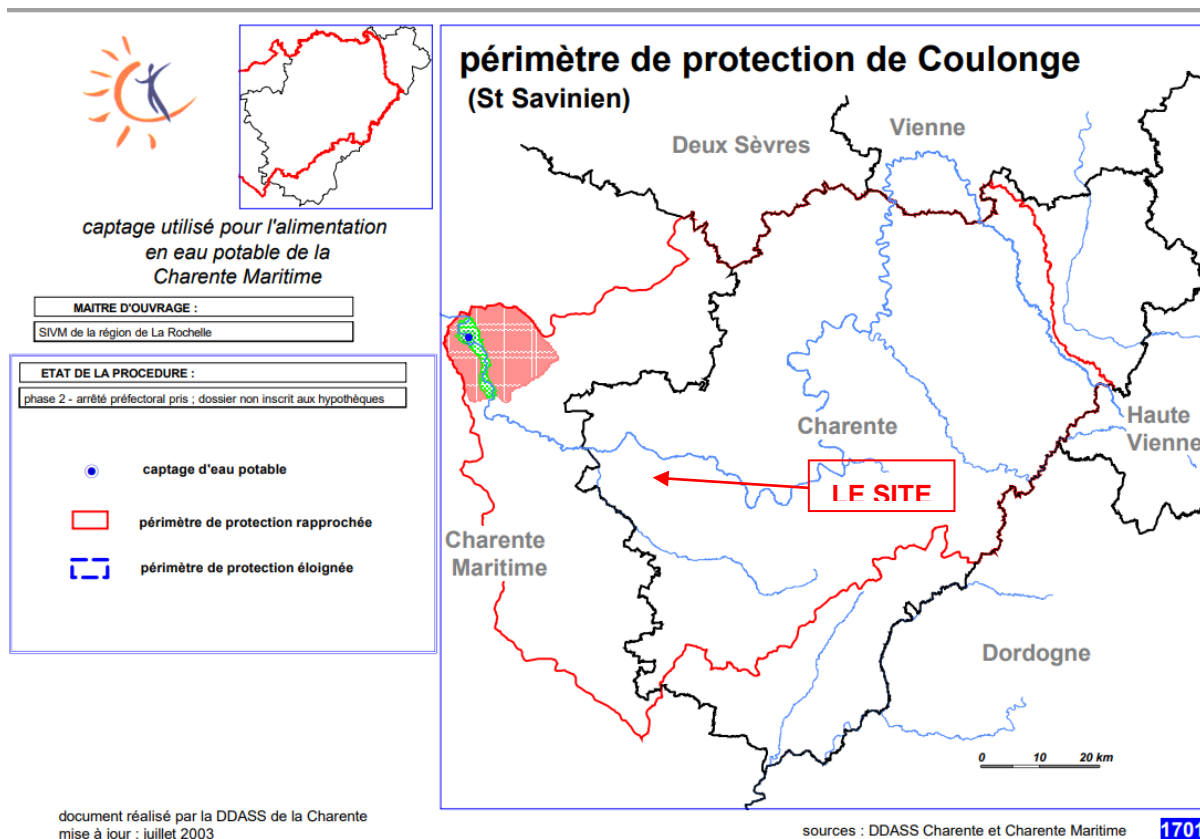 périmètre de protection de Coulonge
(St Savinien)
captage utilisé pour l'alimentation
en eau potable de la
Charente Maritime
MAITRE D'OUVRAGE :
SIVM de la région de La Rochelle
ETAT DE LA PROCEDURE :
phase 2 - arrêté préfectoral pris ; dossier non inscrit aux hypothèques
captage d'eau potable
périmètre de protection rapprochée
périmètre de protection éloignée
Deux Sèvres
Vienne
Charente
Haute
Vienne
LE SITE
Charente
Maritime
Dordogne
0 10 20 km
document réalisé par la DDASS de la Charente
mise à jour : juillet 2003
sources : DDASS Charente et Charente Maritime
1701